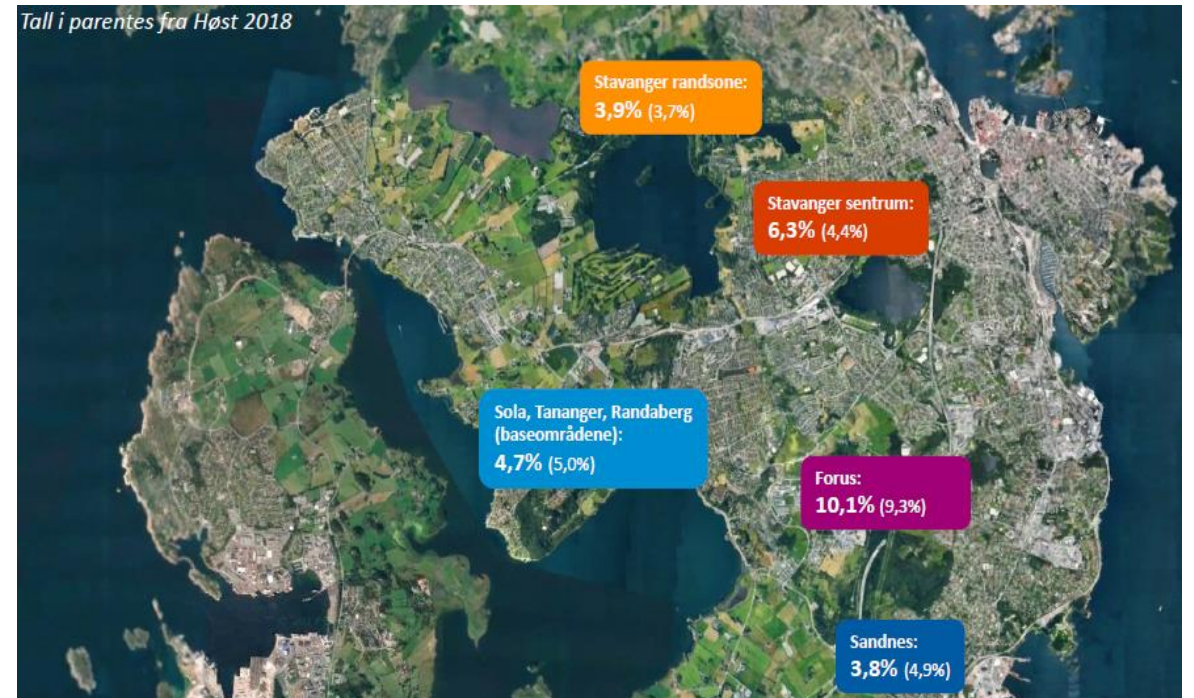 Tall i parentes fra Høst 2018
Stavanger randsone:
3,9% (3,7%)
Stavanger sentrum:
6,3% (4,4%)
Sola, Tananger, Randaberg
(baseområdene):
4,7% (5,0%)
Forus:
10,1% (9,3%)
Sandnes:
3,8% (4,9%)